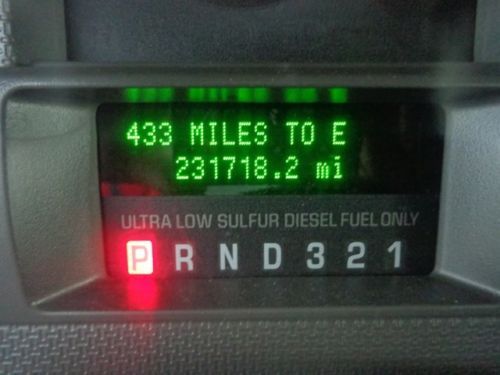 433 MILES TO E
231718.2 mi
ULTRA LOW SULFUR DIESEL FUEL ONLY
P R N D 3 2 1